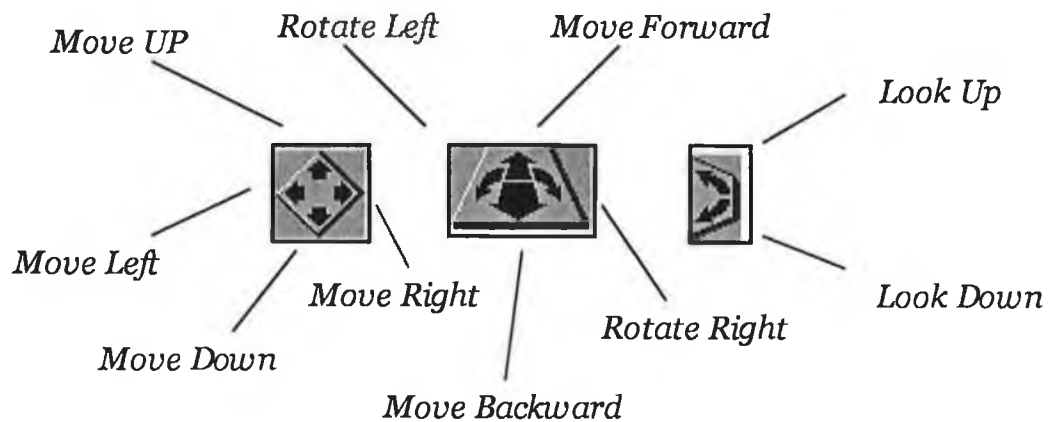 Move UP
Rotate Left
Move Forward
Look Up
Move Left
Move Right
Look Down
Rotate Right
Move Down
Move Backward